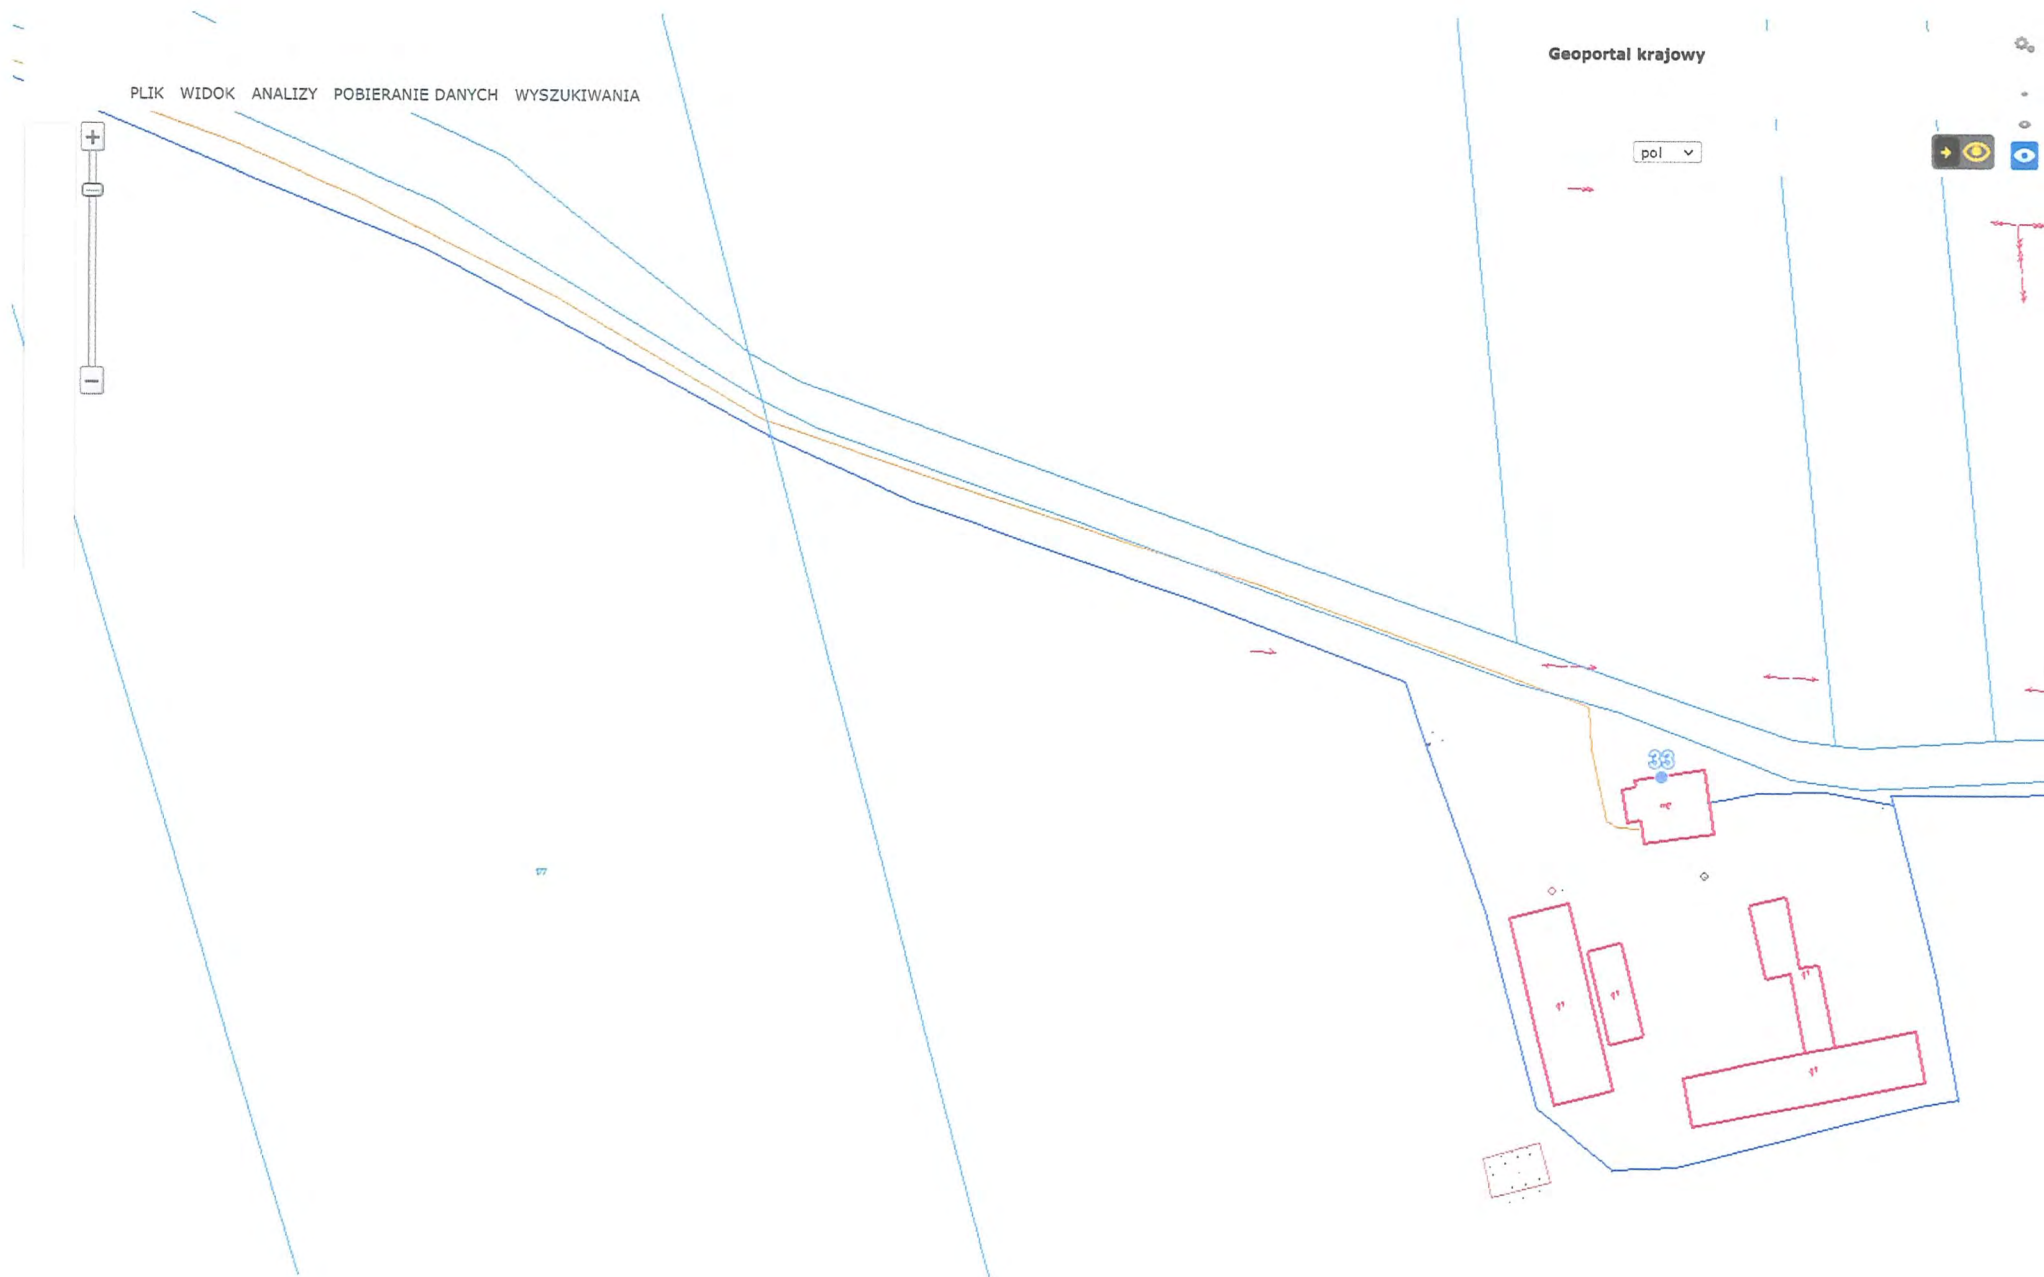 Geoportal krajowy
PLIK WIDOK ANALIZY POBIERANIE DANYCH WYSZUKIWANIA
pol
33